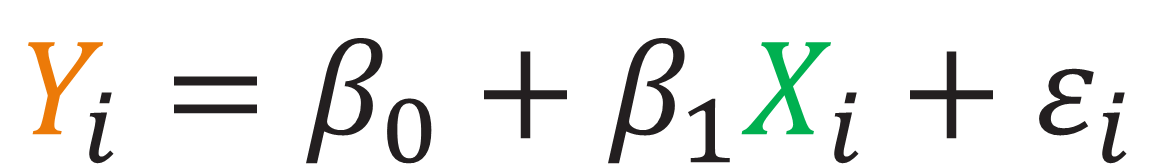 Yᵢ = β₀ + β₁Xᵢ + εᵢ